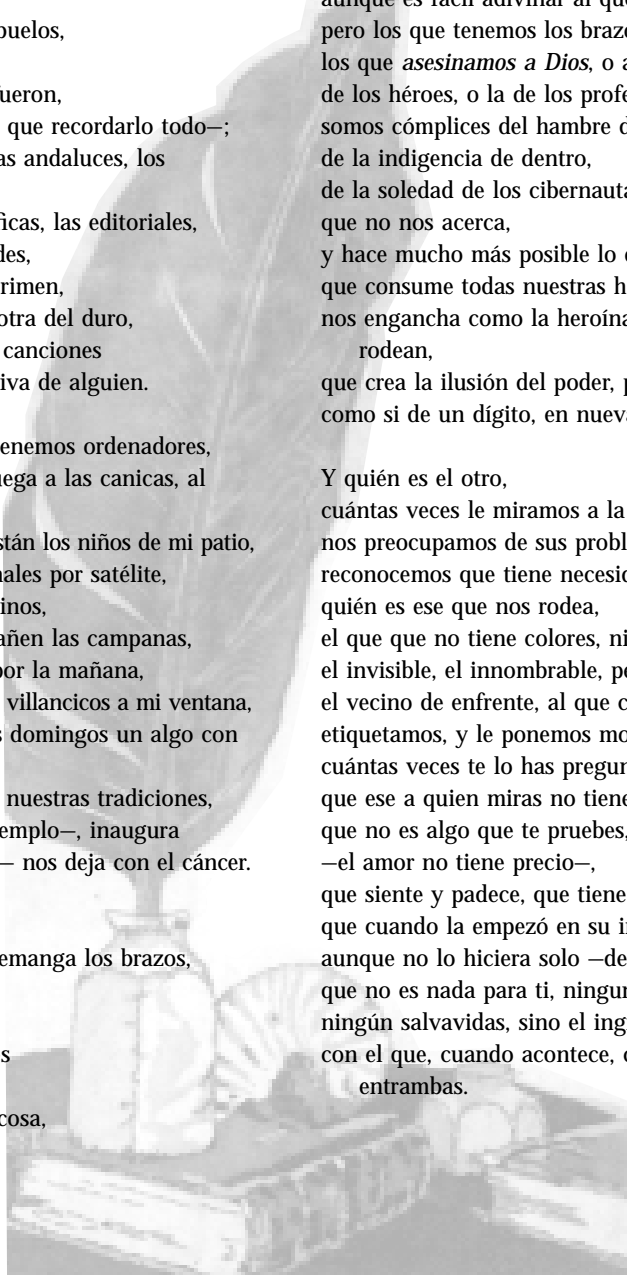 buelos,
ueron,
que recordarlo todo–;
as andaluces, los
ficas, las editoriales,
des,
rimen,
otra del duro,
canciones
iva de alguien.
enemos ordenadores,
uega a las canicas, al
stán los niños de mi patio,
nales por satélite,
inos,
añen las campanas,
por la mañana,
villancicos a mi ventana,
s domingos un algo con
nuestras tradiciones,
emplo–, inaugura
– nos deja con el cáncer.
emanga los brazos,
s
cosa,
aunque es fácil adivinar al que
pero los que tenemos los brazo
los que asesinamos a Dios, o a
de los héroes, o la de los profe
somos cómplices del hambre d
de la indigencia de dentro,
de la soledad de los cibernauta
que no nos acerca,
y hace mucho más posible lo
que consume todas nuestras h
nos engancha como la heroína
rodean,
que crea la ilusión del poder, p
como si de un dígito, en nueva
Y quién es el otro,
cuántas veces le miramos a la
nos preocupamos de sus probl
reconocemos que tiene necesi
quién es ese que nos rodea,
el que que no tiene colores, ni
el invisible, el innombrable, pe
el vecino de enfrente, al que c
etiquetamos, y le ponemos mo
cuántas veces te lo has pregun
que ese a quien miras no tiene
que no es algo que te pruebes,
–el amor no tiene precio–,
que siente y padece, que tiene
que cuando la empezó en su i
aunque no lo hiciera solo –de
que no es nada para ti, ningu
ningún salvavidas, sino el ing
con el que, cuando acontece,
entrambas.